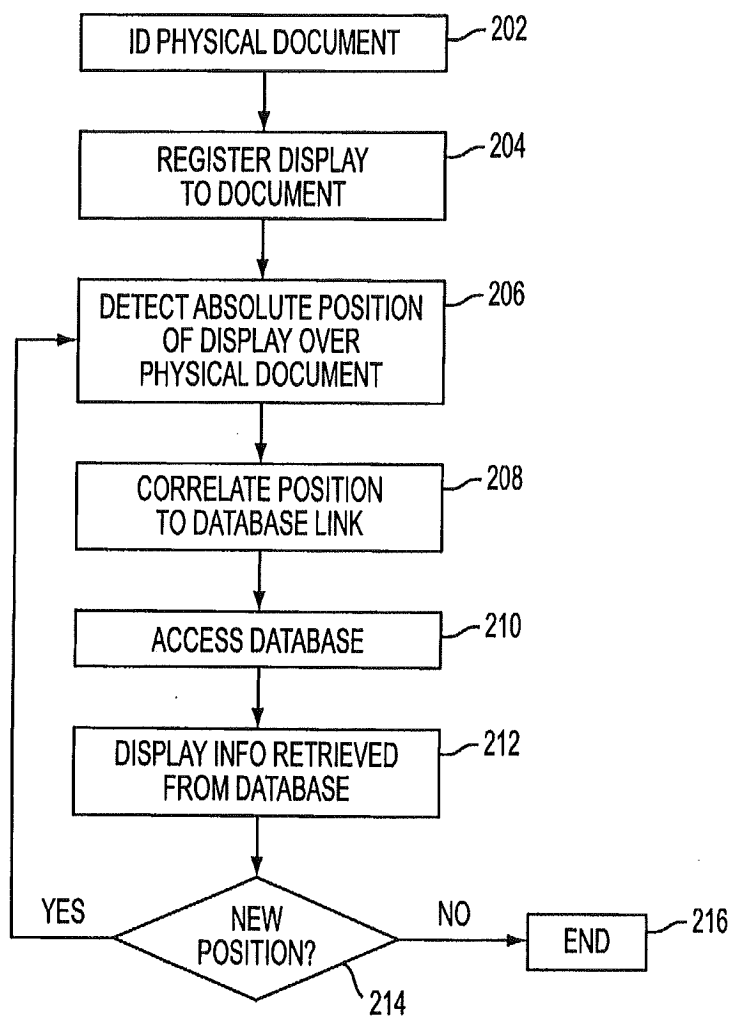 ID PHYSICAL DOCUMENT
202
REGISTER DISPLAY
TO DOCUMENT
204
DETECT ABSOLUTE POSITION
OF DISPLAY OVER
PHYSICAL DOCUMENT
206
CORRELATE POSITION
TO DATABASE LINK
208
ACCESS DATABASE
210
DISPLAY INFO RETRIEVED
FROM DATABASE
212
YES
NEW
POSITION?
214
NO
END
216